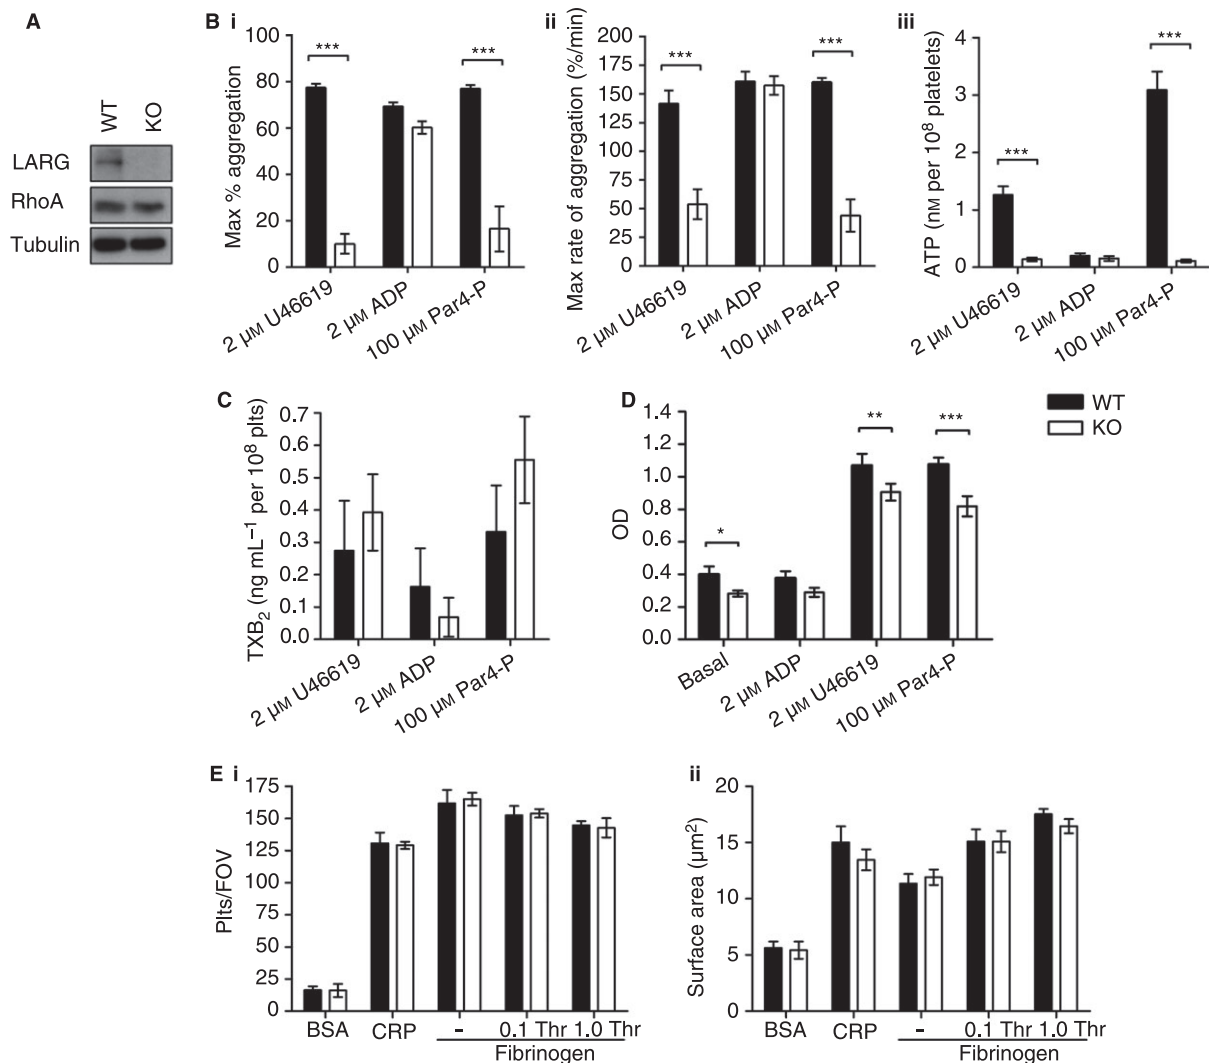 A
WT KO
LARG
RhoA
Tubulin
B i
Max % aggregation
100
80
60
40
20
0
*** ***
2 μM U46619
2 μM ADP
100 μM Par4-P
ii
Max rate of aggregation (%/min)
200
150
150
100
50
150
125
0
*** ***
2 μM U46619
2 μM ADP
100 μM Par4-P
iii
ATP (nM per 10⁸ platelets)
4
3
2
1
0
*** ***
2 μM U46619
2 μM ADP
100 μM Par4-P
C
TXB₂ (ng mL⁻¹ per 10⁸ plts)
0.7
0.6
0.5
0.4
0.3
0.2
0.1
0.0
2 μM U46619
2 μM ADP
100 μM Par4-P
D
OD
1.4
1.2
1.0
0.8
0.6
0.4
0.2
0.0
* ** ***
Basal
2 μM ADP
2 μM U46619
100 μM Par4-P
WT
KO
E i
Plts/FOV
175
150
125
100
75
50
25
0
BSA CRP - 0.1 Thr 1.0 Thr
Fibrinogen
ii
Surface area (μm²)
20
15
10
5
0
BSA CRP - 0.1 Thr 1.0 Thr
Fibrinogen